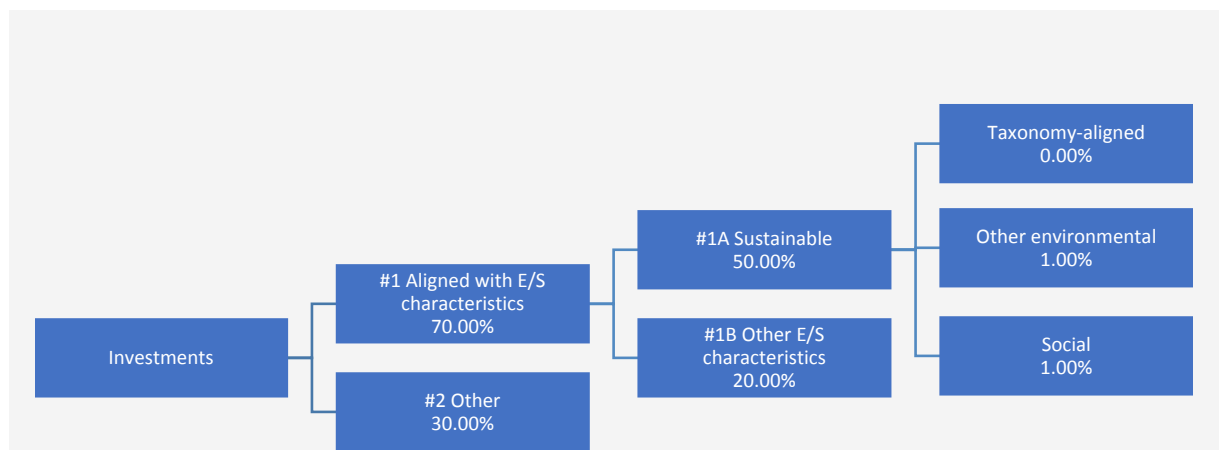 Investments
#1 Aligned with E/S
characteristics
70.00%
#2 Other
30.00%
#1A Sustainable
50.00%
#1B Other E/S
characteristics
20.00%
Taxonomy-aligned
0.00%
Other environmental
1.00%
Social
1.00%